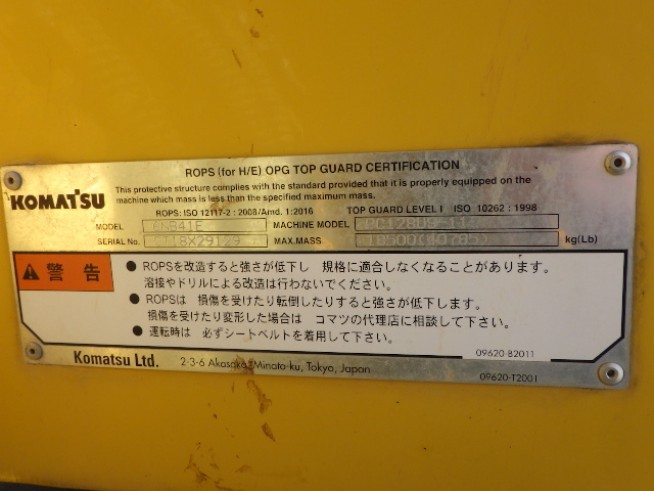 ROPS (for H/E) OPG TOP GUARD CERTIFICATION
KOMATSU
This protective structure complies with the standard provided that it is properly equipped on the
machine which mass is less than the specified maximum mass.
ROPS: ISO 12117-2 : 2008/Amd. 1:2016 TOP GUARD LEVEL I ISO 10262 : 1998
MODEL MACHINE MODEL
SERIAL No. MAX.MASS kg(Lb)
警告
● ROPSを改造すると強さが低下し 規格に適合しなくなることがあります。
溶接やドリルによる改造は行わないでください。
● ROPSは 損傷を受けたり転倒したりすると強さが低下します。
損傷を受けたり変形した場合は コマツの代理店に相談して下さい。
● 運転時は 必ずシートベルトを着用して下さい。
09620-B2011
Komatsu Ltd. 2-3-6 Akasaka, Minato-ku, Tokyo, Japan
09620-T2001